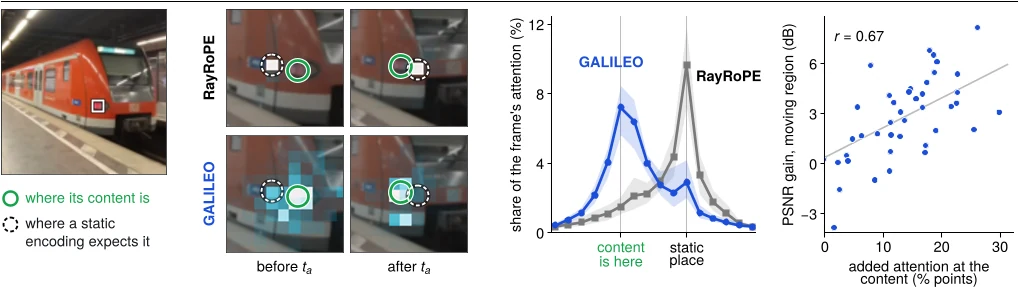 where its content is
where a static
encoding expects it
RayRoPE
GALILEO
before tₐ
after tₐ
share of the frame's attention (%)
12
8
4
0
GALILEO
RayRoPE
content
is here
static
place
PSNR gain, moving region (dB)
6
3
0
−3
r = 0.67
0
10
20
30
added attention at the
content (% points)